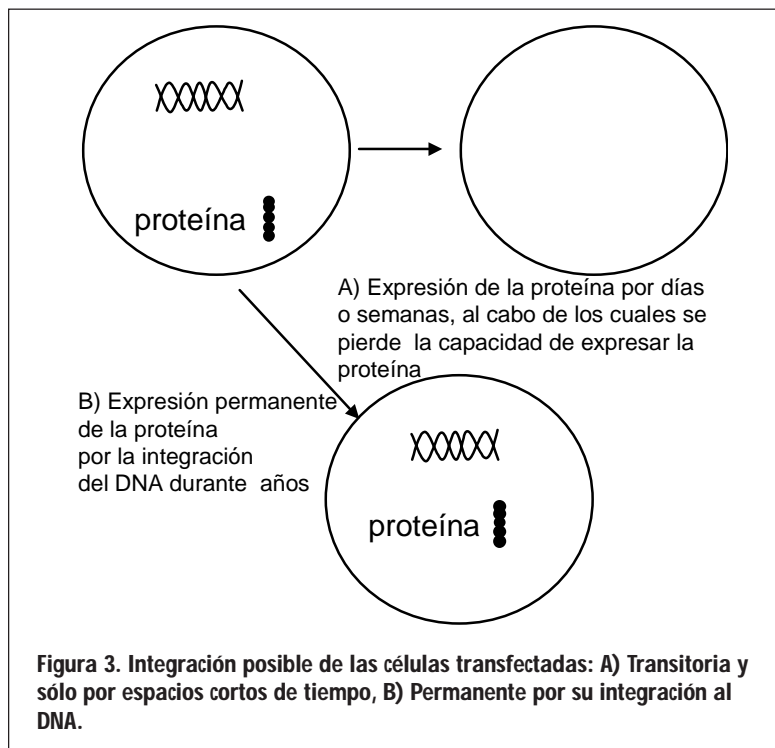 proteína
A) Expresión de la proteína por días
o semanas, al cabo de los cuales se
pierde la capacidad de expresar la
proteína
B) Expresión permanente
de la proteína
por la integración
del DNA durante años
proteína
Figura 3. Integración posible de las células transfectadas: A) Transitoria y
sólo por espacios cortos de tiempo, B) Permanente por su integración al
DNA.